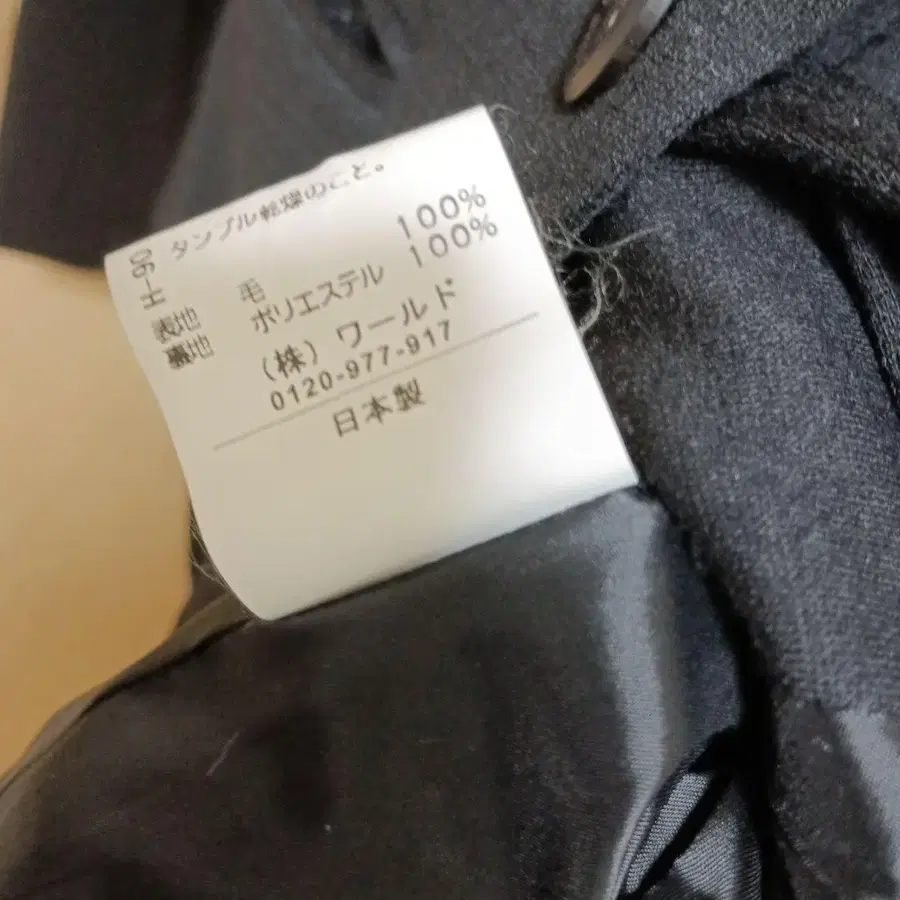 タンブル乾燥のこと。
06-H
表地 毛 100%
裏地 ポリエステル 100%
(株) ワールド
0120-977-917
日本製